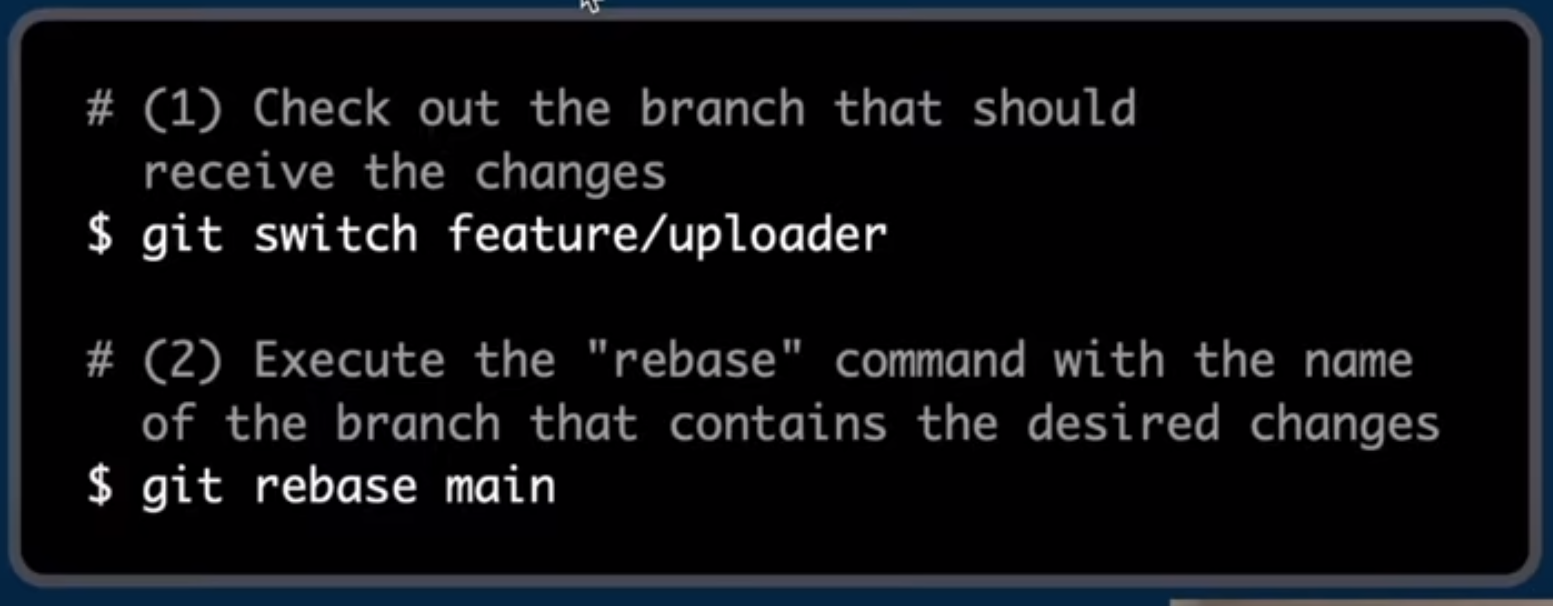 # (1) Check out the branch that should
receive the changes
$ git switch feature/uploader
# (2) Execute the "rebase" command with the name
of the branch that contains the desired changes
$ git rebase main